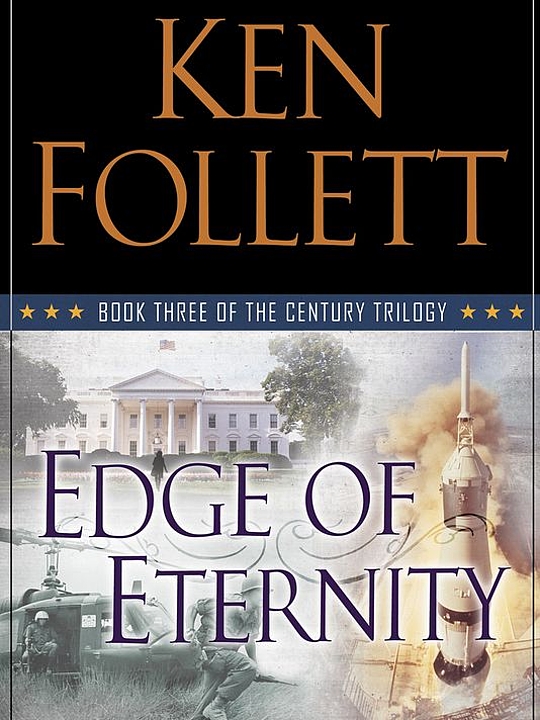 KEN
FOLLETT
BOOK THREE OF THE CENTURY TRILOGY
EDGE OF
ETERNITY